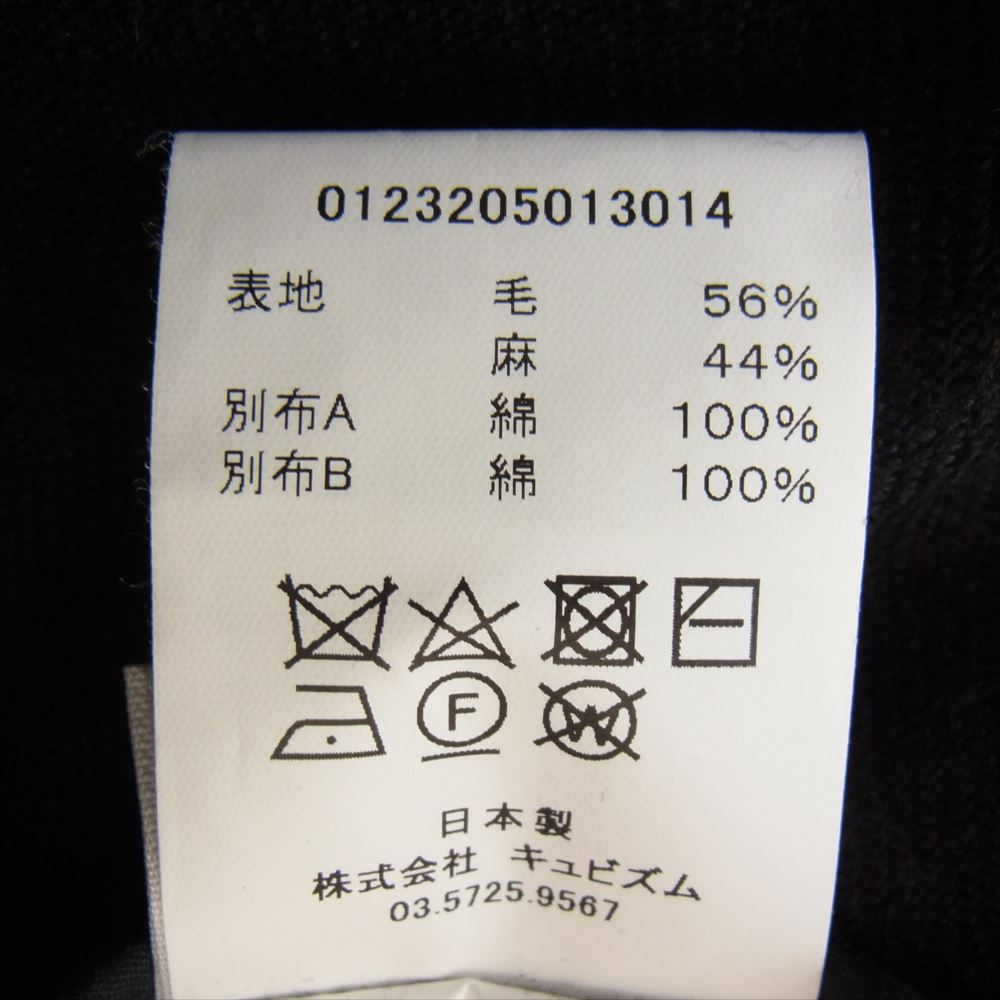 0123205013014
表地 毛 56%
麻 44%
別布A 綿 100%
別布B 綿 100%
F W
日本製
株式会社 キュビズム
03.5725.9567